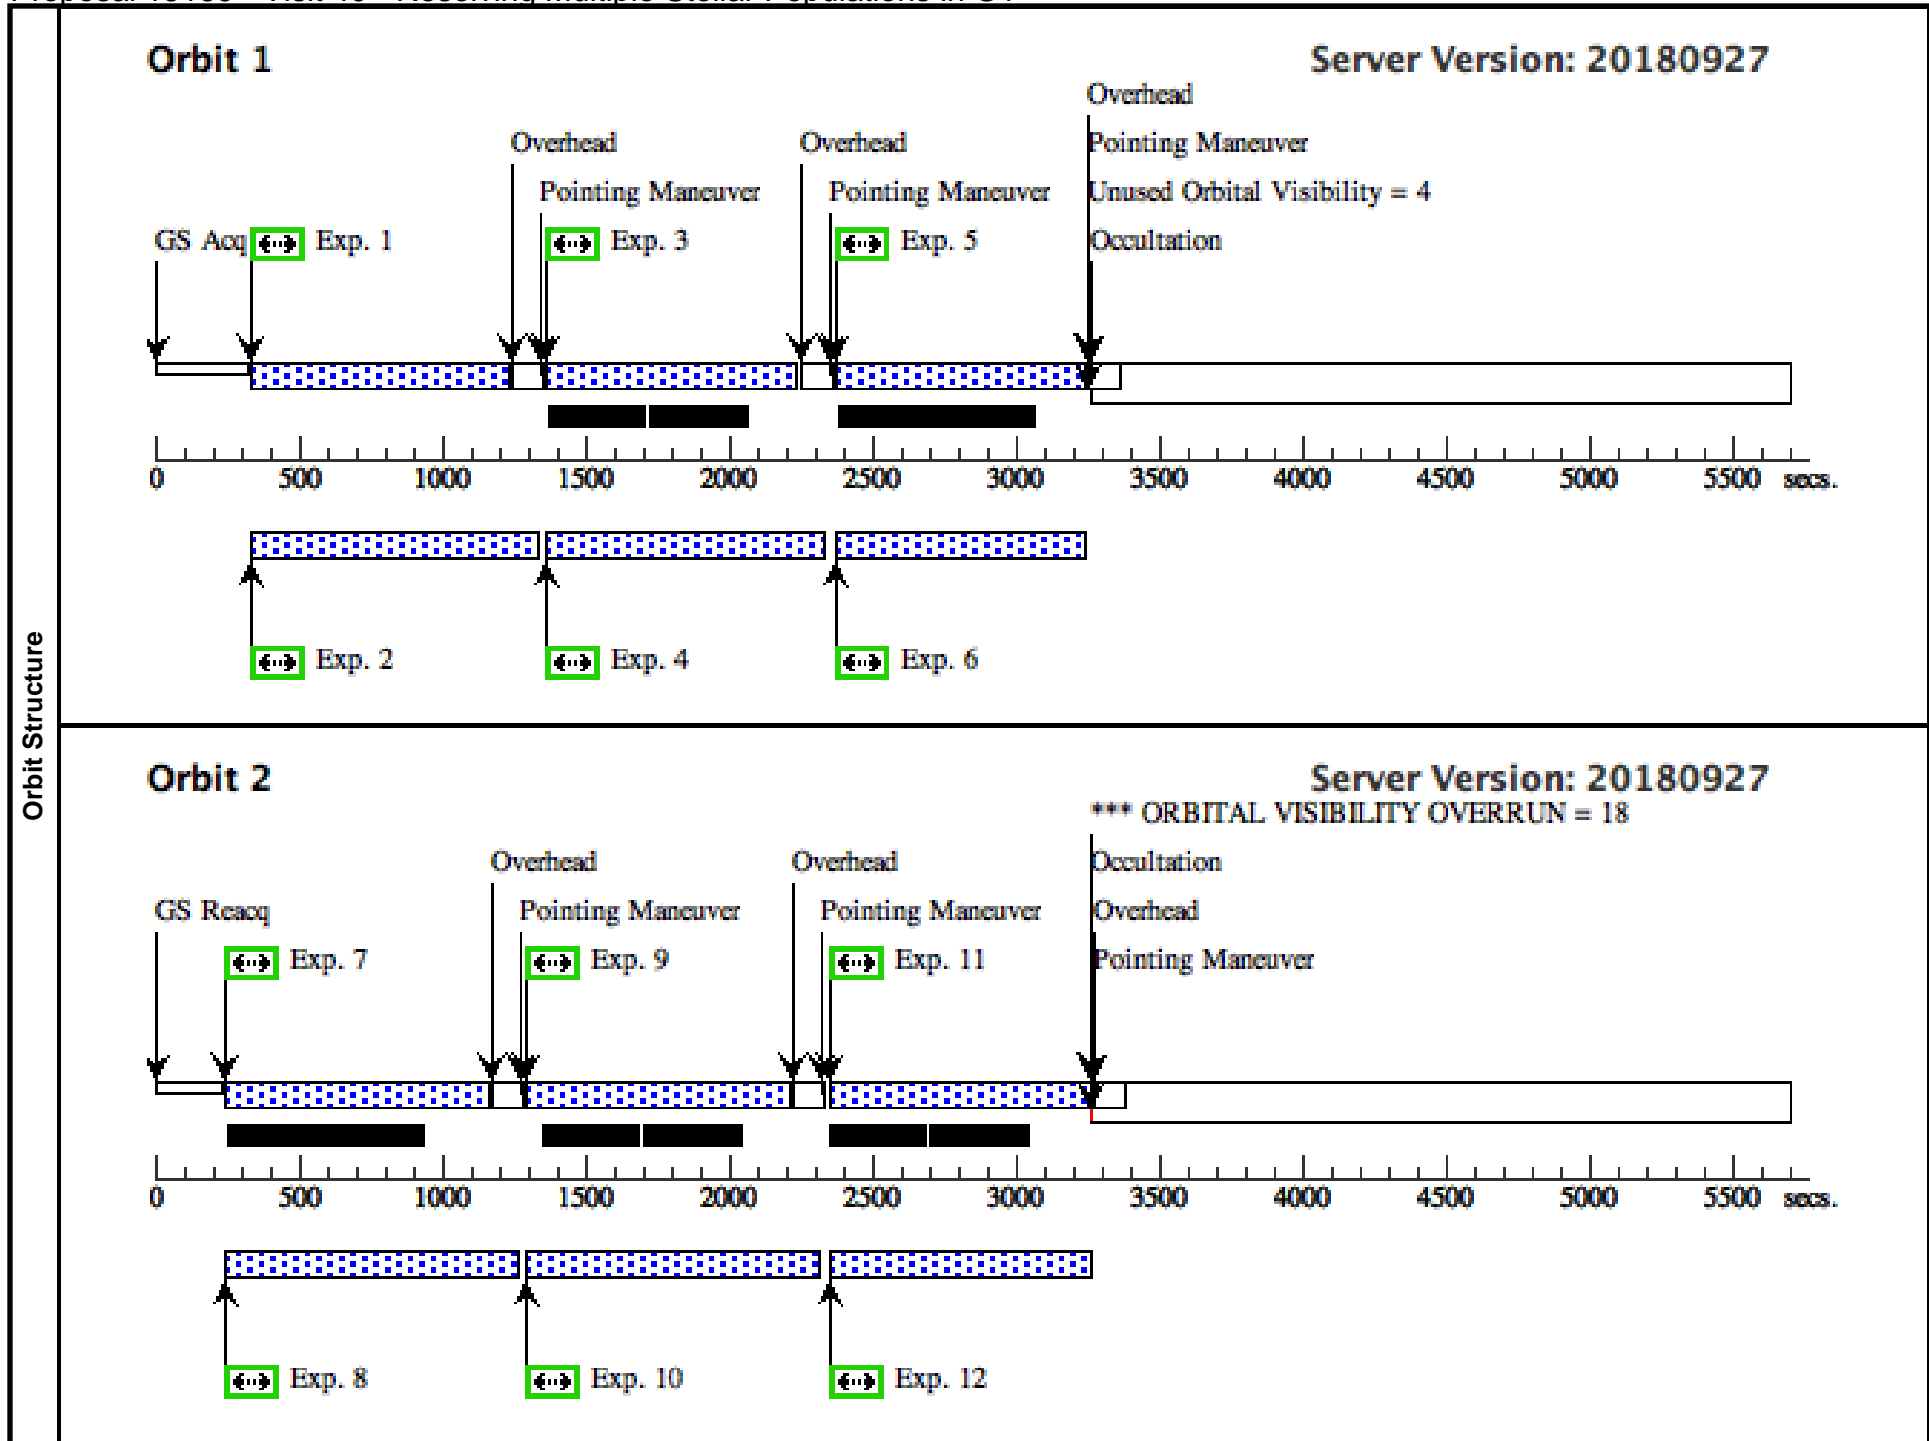 Orbit Structure
Orbit 1
Server Version: 20180927
Overhead
Overhead
Overhead
Pointing Maneuver
Pointing Maneuver
Pointing Maneuver
Unused Orbital Visibility = 4
GS Acq
Exp. 1
Exp. 3
Exp. 5
Occultation
0 500 1000 1500 2000 2500 3000 3500 4000 4500 5000 5500 secs.
Exp. 2
Exp. 4
Exp. 6
Orbit 2
Server Version: 20180927
*** ORBITAL VISIBILITY OVERRUN = 18
Overhead
Overhead
Occultation
GS Reacq
Pointing Maneuver
Pointing Maneuver
Overhead
Exp. 7
Exp. 9
Exp. 11
Pointing Maneuver
0 500 1000 1500 2000 2500 3000 3500 4000 4500 5000 5500 secs.
Exp. 8
Exp. 10
Exp. 12